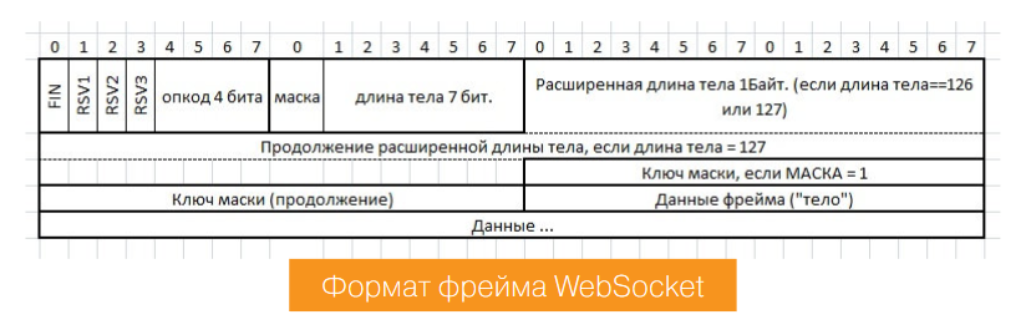 0 1 2 3 4 5 6 7 0 1 2 3 4 5 6 7 0 1 2 3 4 5 6 7 0 1 2 3 4 5 6 7
FIN RSV1 RSV2 RSV3 опкод 4 бита маска длина тела 7 бит. Расширенная длина тела 1Байт. (если длина тела==126
или 127)
Продолжение расширенной длины тела, если длина тела = 127
Ключ маски, если МАСКА = 1
Ключ маски (продолжение) Данные фрейма ("тело")
Данные ...
Формат фрейма WebSocket